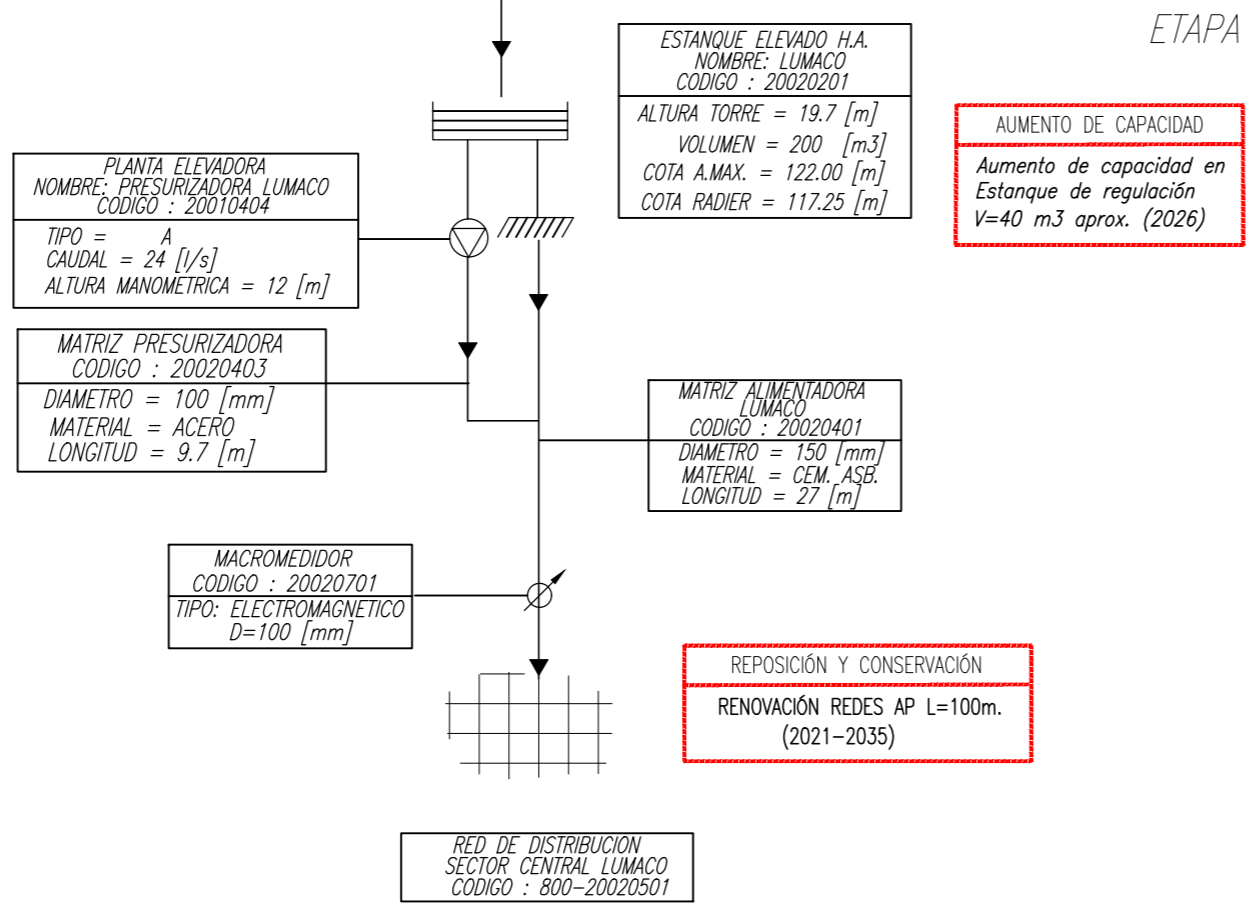 ETAPA
ESTANQUE ELEVADO H.A.
NOMBRE: LUMACO
CODIGO : 20020201
ALTURA TORRE = 19.7 [m]
VOLUMEN = 200 [m3]
COTA A.MAX. = 122.00 [m]
COTA RADIER = 117.25 [m]
AUMENTO DE CAPACIDAD
Aumento de capacidad en
Estanque de regulación
V=40 m3 aprox. (2026)
PLANTA ELEVADORA
NOMBRE: PRESURIZADORA LUMACO
CODIGO : 20010404
TIPO = A
CAUDAL = 24 [l/s]
ALTURA MANOMETRICA = 12 [m]
MATRIZ PRESURIZADORA
CODIGO : 20020403
DIAMETRO = 100 [mm]
MATERIAL = ACERO
LONGITUD = 9.7 [m]
MATRIZ ALIMENTADORA
LUMACO
CODIGO : 20020401
DIAMETRO = 150 [mm]
MATERIAL = CEM. ASB.
LONGITUD = 27 [m]
MACROMEDIDOR
CODIGO : 20020701
TIPO: ELECTROMAGNETICO
D=100 [mm]
REPOSICIÓN Y CONSERVACIÓN
RENOVACIÓN REDES AP L=100m.
(2021-2035)
RED DE DISTRIBUCION
SECTOR CENTRAL LUMACO
CODIGO : 800-20020501